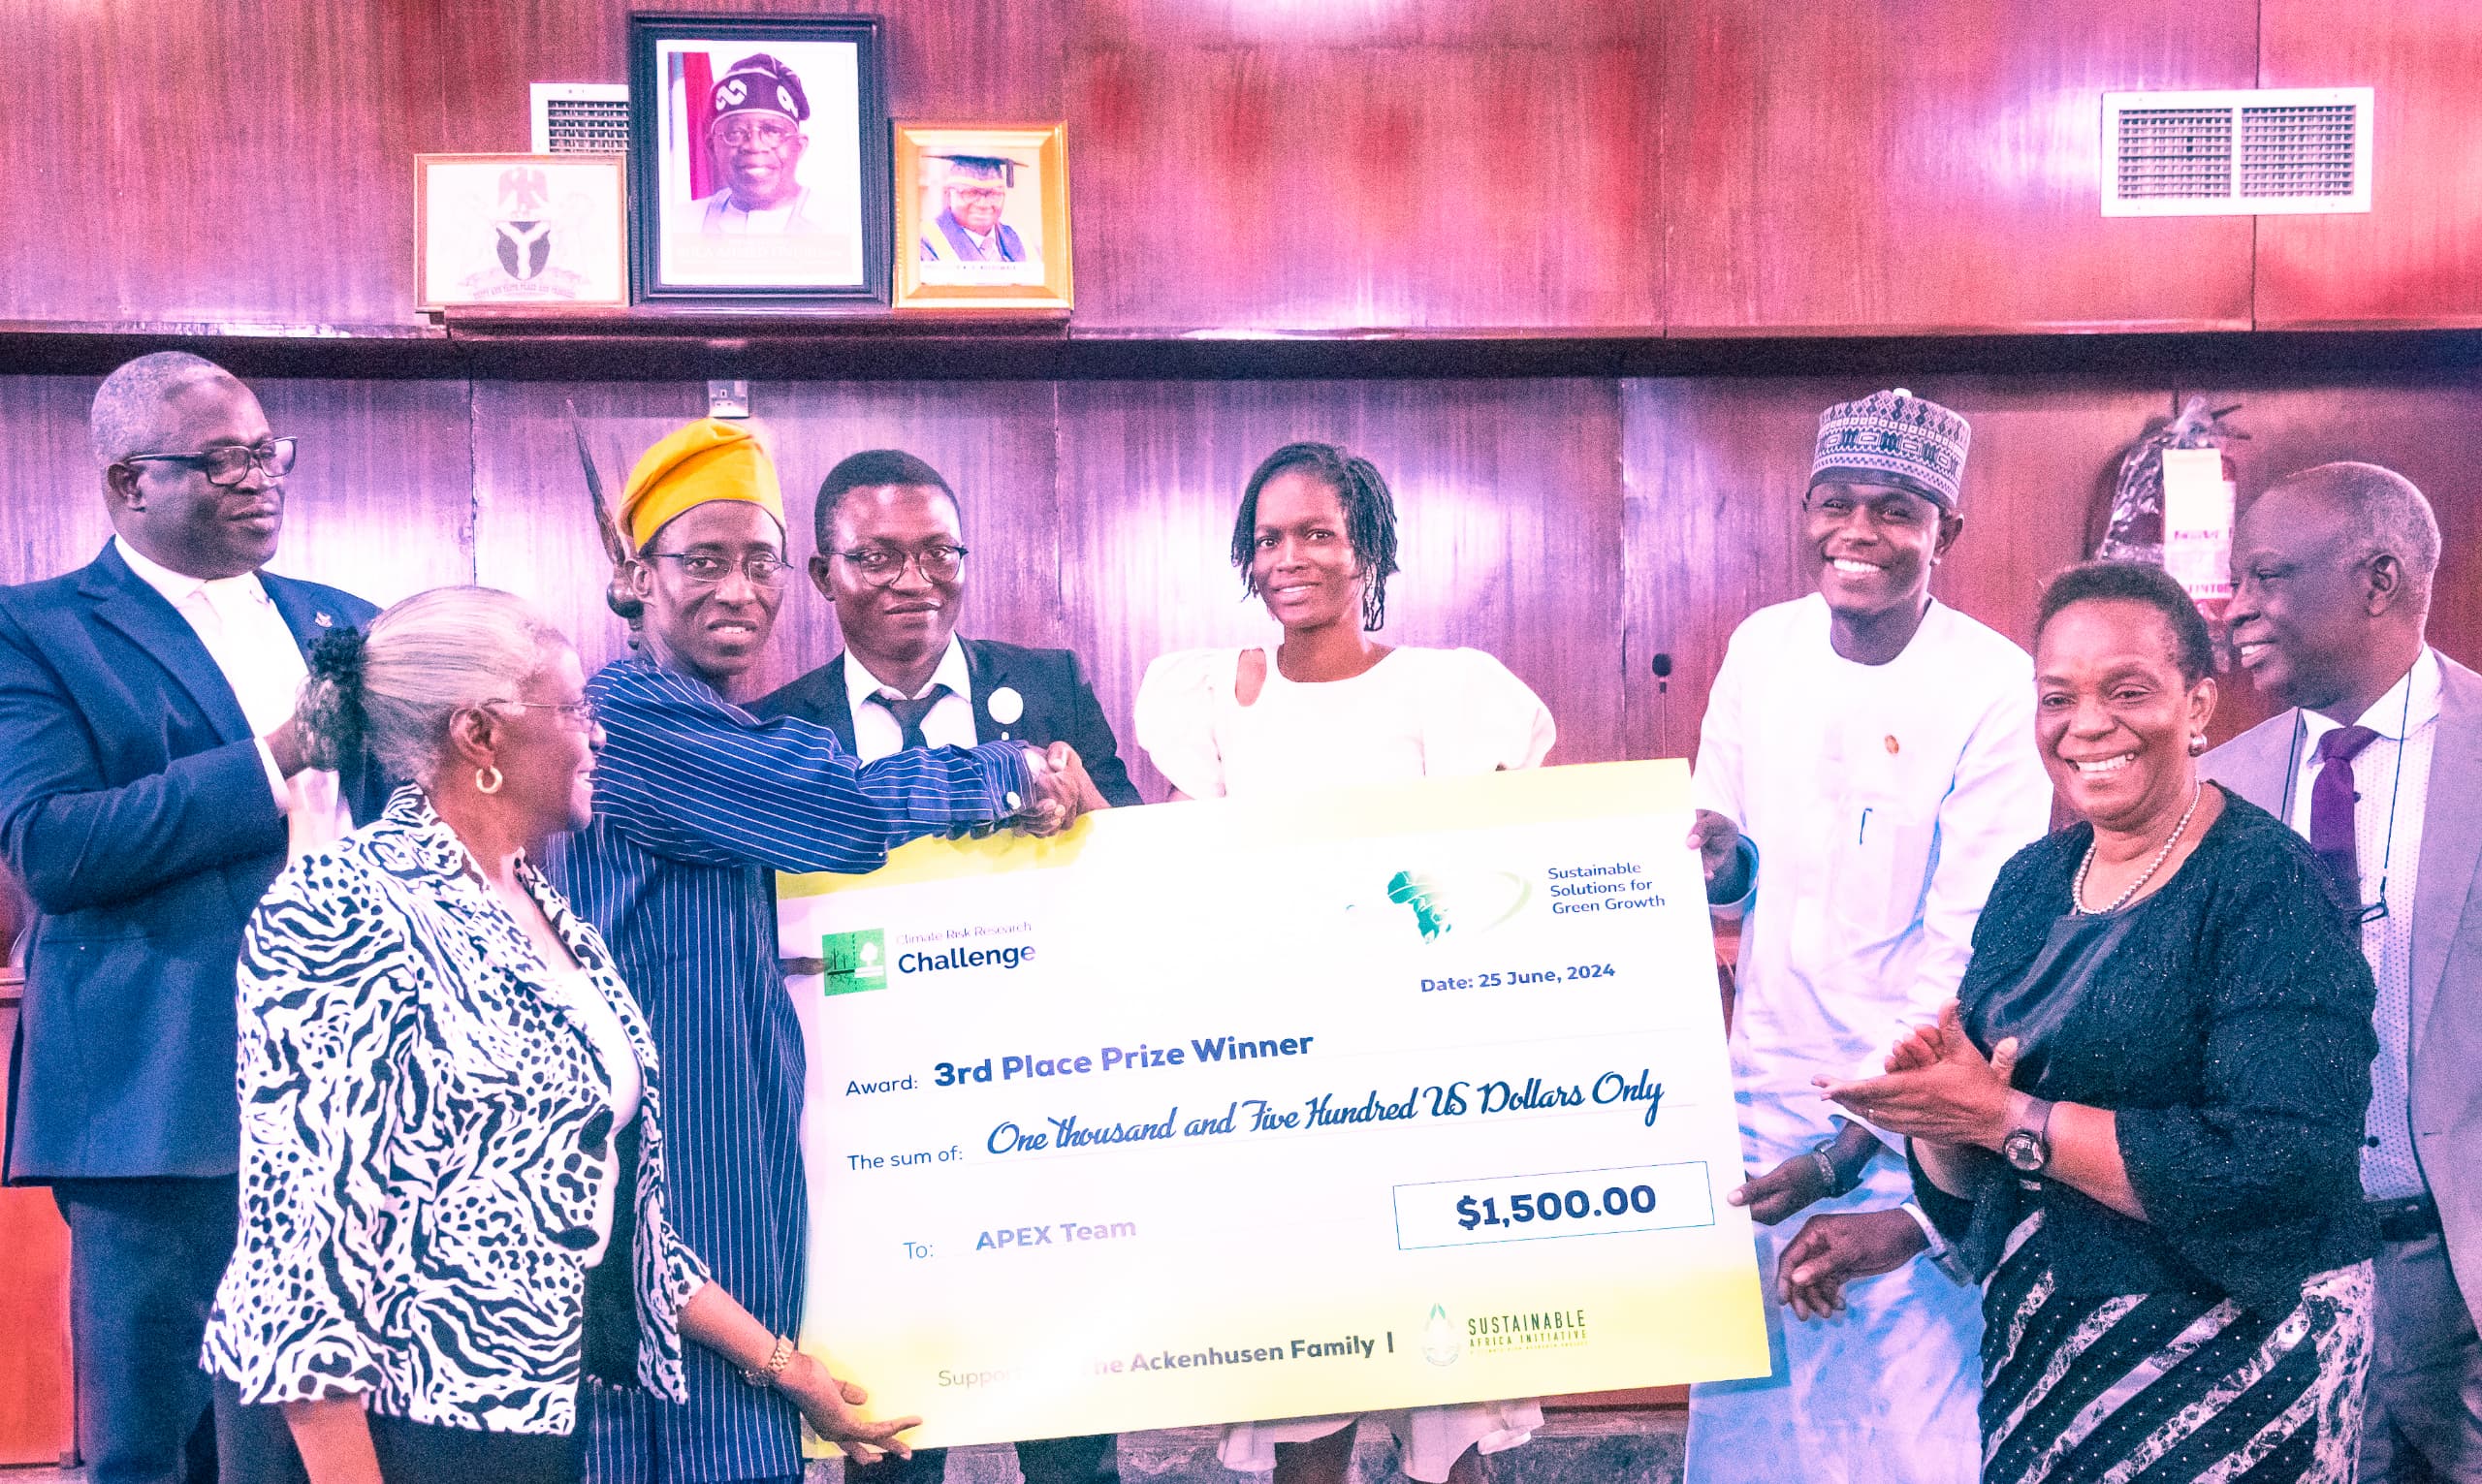 Climate Risk Research
Challenge
Sustainable
Solutions for
Green Growth
Date: 25 June, 2024
Award: 3rd Place Prize Winner
The sum of: One thousand and Five Hundred US Dollars Only
To: APEX Team
$1,500.00
The Ackenhusen Family |
SUSTAINABLE
AFRICA INITIATIVE